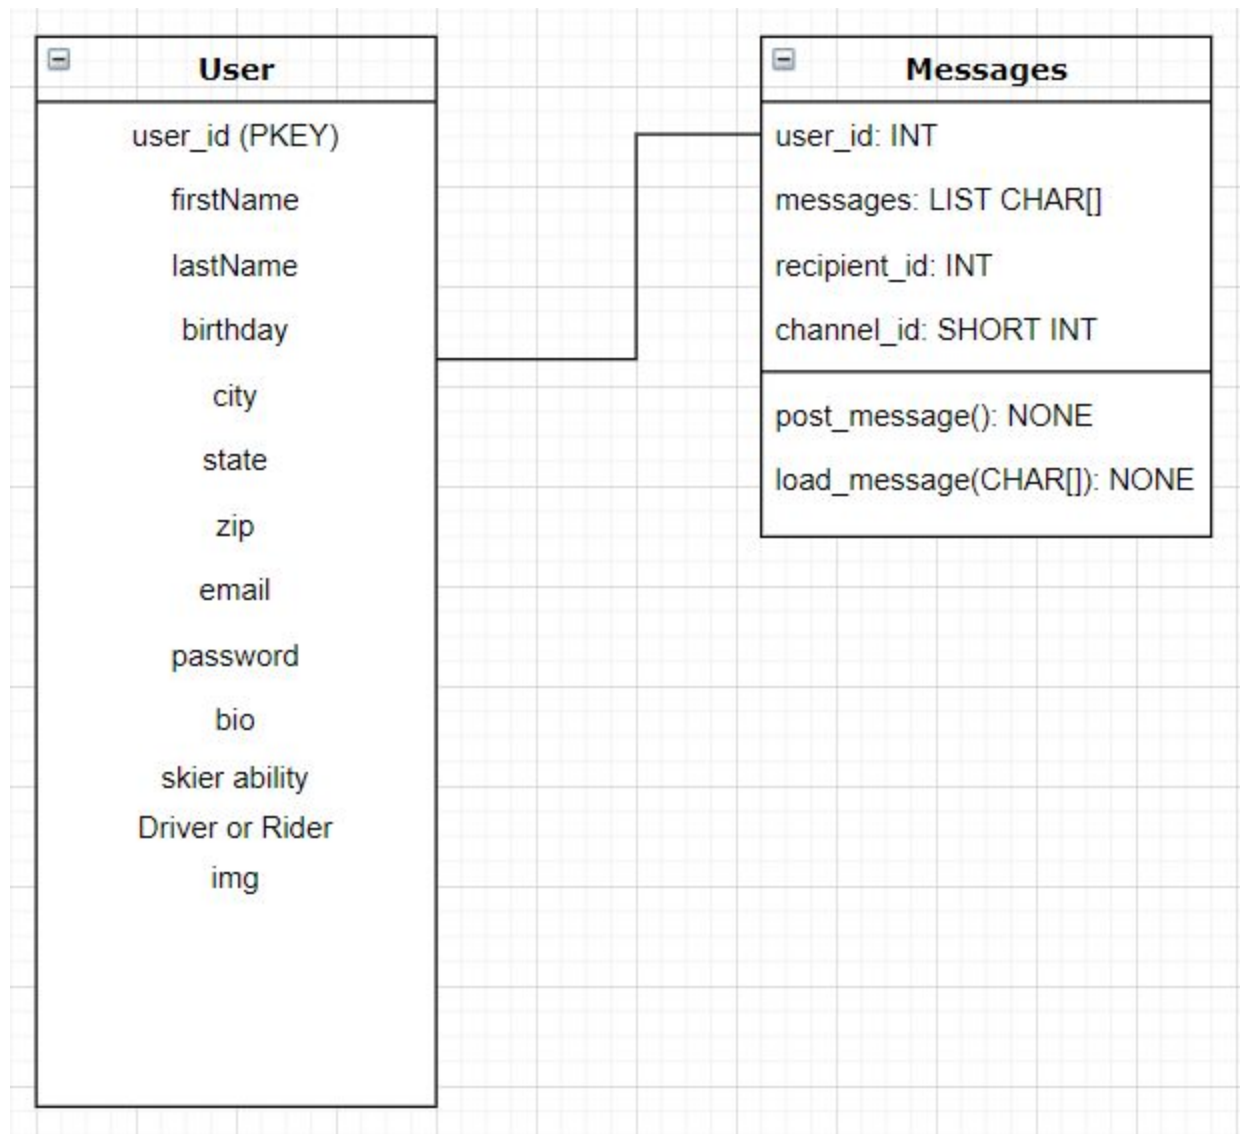 User
user_id (PKEY)
firstName
lastName
birthday
city
state
zip
email
password
bio
skier ability
Driver or Rider
img
Messages
user_id: INT
messages: LIST CHAR[]
recipient_id: INT
channel_id: SHORT INT
post_message(): NONE
load_message(CHAR[]): NONE